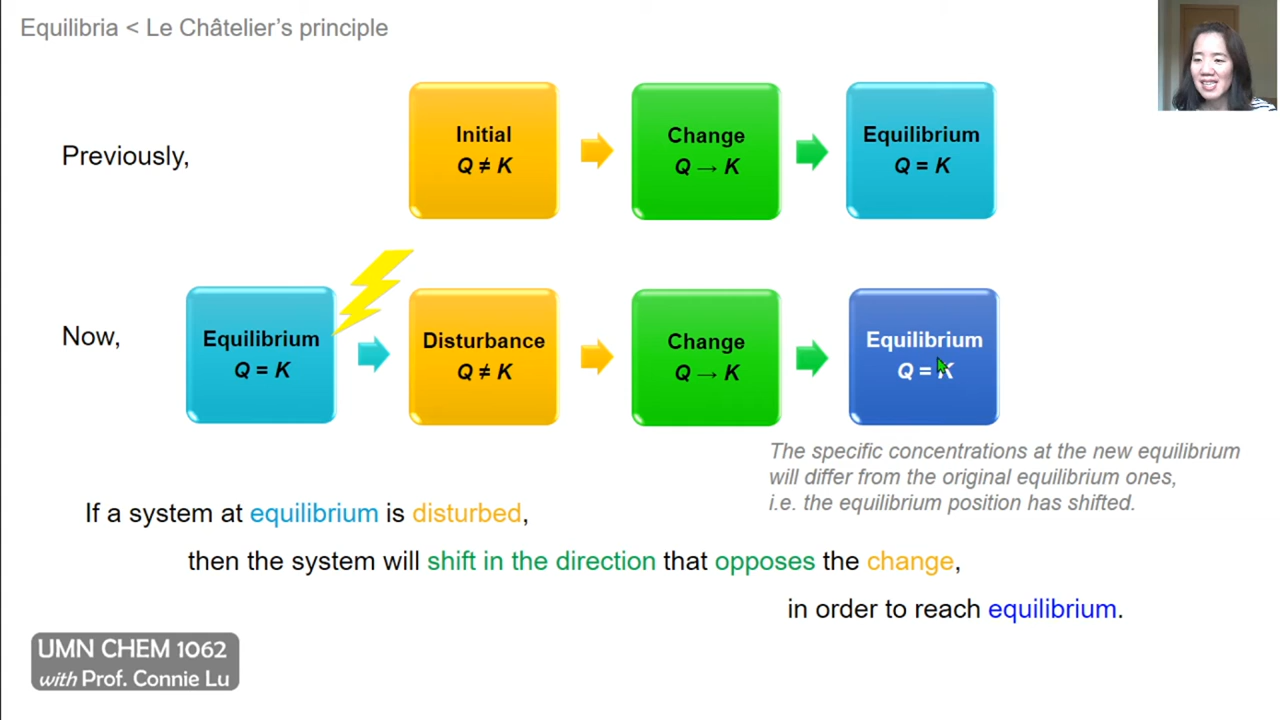 Equilibria < Le Châtelier’s principle
Previously,
Initial
Q ≠ K
Change
Q → K
Equilibrium
Q = K
Now,
Equilibrium
Q = K
Disturbance
Q ≠ K
Change
Q → K
Equilibrium
Q = K
The specific concentrations at the new equilibrium
will differ from the original equilibrium ones,
i.e. the equilibrium position has shifted.
If a system at equilibrium is disturbed,
then the system will shift in the direction that opposes the change,
in order to reach equilibrium.
UMN CHEM 1062
with Prof. Connie Lu